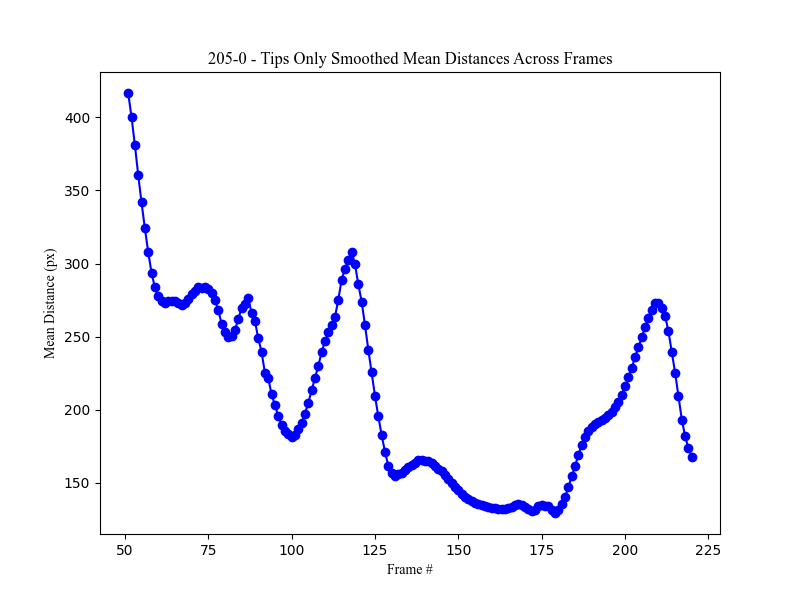 205-0 - Tips Only Smoothed Mean Distances Across Frames
400
350
300
250
200
150
Mean Distance (px)
50 75 100 125 150 175 200 225
Frame #